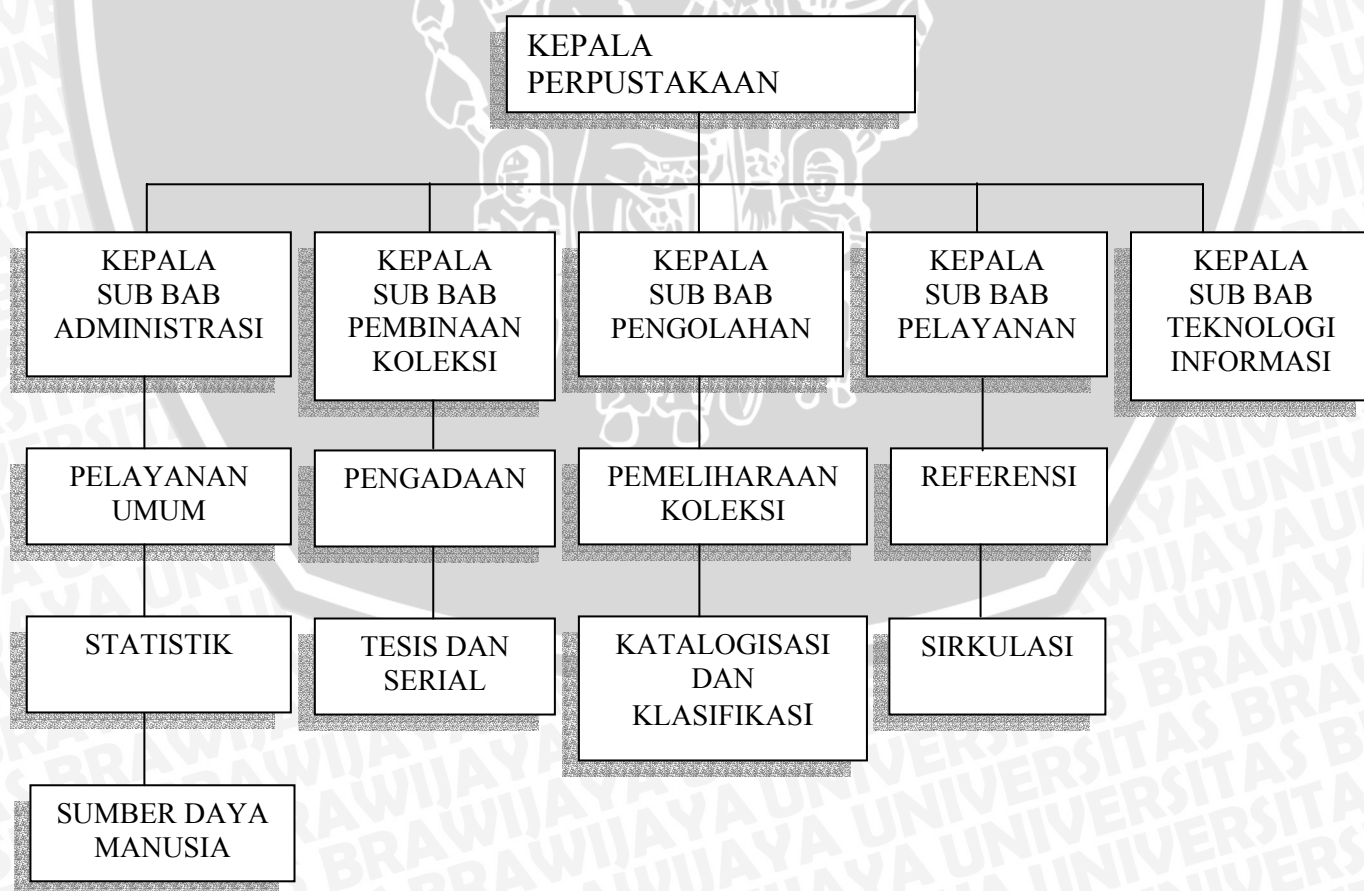 KEPALA
PERPUSTAKAAN
KEPALA
SUB BAB
ADMINISTRASI
KEPALA
SUB BAB
PEMBINAAN
KOLEKSI
KEPALA
SUB BAB
PENGOLAHAN
KEPALA
SUB BAB
PELAYANAN
KEPALA
SUB BAB
TEKNOLOGI
INFORMASI
PELAYANAN
UMUM
PENGADAAN
PEMELIHARAAN
KOLEKSI
REFERENSI
STATISTIK
TESIS DAN
SERIAL
KATALOGISASI
DAN
KLASIFIKASI
SIRKULASI
SUMBER DAYA
MANUSIA